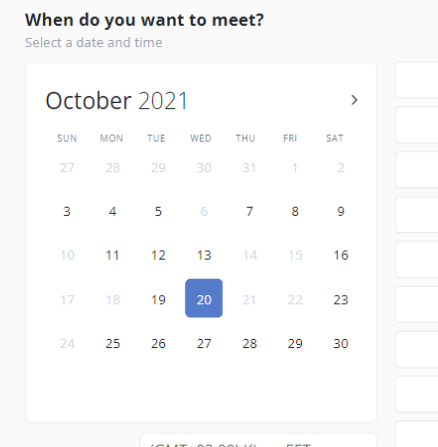 When do you want to meet?
Select a date and time
October 2021
SUN MON TUE WED THU FRI SAT
27 28 29 30 31 1 2
3 4 5 6 7 8 9
10 11 12 13 14 15 16
17 18 19 20 21 22 23
24 25 26 27 28 29 30